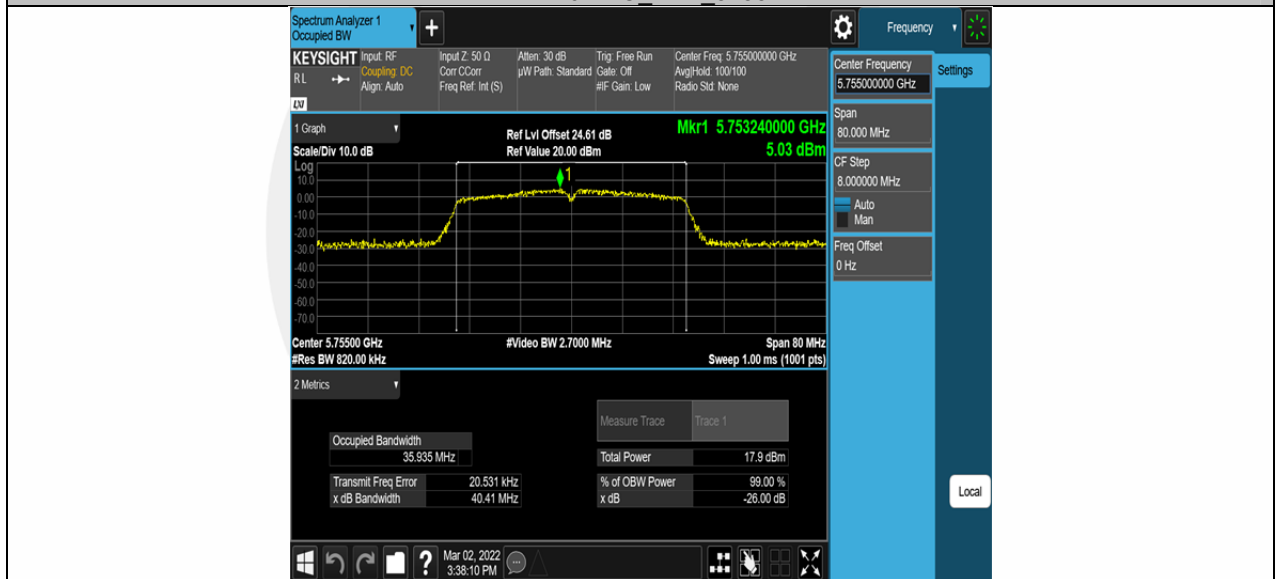 Spectrum Analyzer 1
Occupied BW
+
Frequency
KEYSIGHT
RL
Input: RF
Coupling: DC
Align: Auto
Input Z: 50 Ω
Corr CCorr
Freq Ref: Int (S)
Atten: 30 dB
µW Path: Standard
Trig: Free Run
Gate: Off
#IF Gain: Low
Center Freq: 5.755000000 GHz
Avg|Hold: 100/100
Radio Std: None
LXI
Center Frequency
5.755000000 GHz
Settings
Span
80.000 MHz
CF Step
8.000000 MHz
Auto
Man
Freq Offset
0 Hz
1 Graph
Scale/Div 10.0 dB
Ref Lvl Offset 24.61 dB
Ref Value 20.00 dBm
Mkr1 5.753240000 GHz
5.03 dBm
Log
10.0
0.00
-10.0
-20.0
-30.0
-40.0
-50.0
-60.0
-70.0
1
Center 5.75500 GHz
#Res BW 820.00 kHz
#Video BW 2.7000 MHz
Span 80 MHz
Sweep 1.00 ms (1001 pts)
2 Metrics
Measure Trace Trace 1
Occupied Bandwidth
35.935 MHz
Total Power 17.9 dBm
Transmit Freq Error 20.531 kHz
x dB Bandwidth 40.41 MHz
% of OBW Power 99.00 %
x dB -26.00 dB
Local
?
Mar 02, 2022
3:38:10 PM